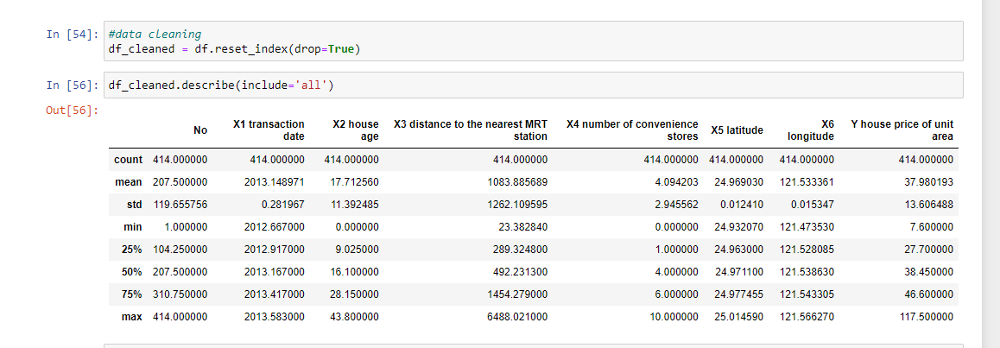 In [54]: #data cleaning
df_cleaned = df.reset_index(drop=True)
In [56]: df_cleaned.describe(include='all')
Out[56]:
No X1 transaction date X2 house age X3 distance to the nearest MRT station X4 number of convenience stores X5 latitude X6 longitude Y house price of unit area
count 414.000000 414.000000 414.000000 414.000000 414.000000 414.000000 414.000000 414.000000
mean 207.500000 2013.148971 17.712560 1083.885689 4.094203 24.969030 121.533361 37.980193
std 119.655756 0.281967 11.392485 1262.109595 2.945562 0.012410 0.015347 13.606488
min 1.000000 2012.667000 0.000000 23.382840 0.000000 24.932070 121.473530 7.600000
25% 104.250000 2012.917000 9.025000 289.324800 1.000000 24.963000 121.528085 27.700000
50% 207.500000 2013.167000 16.100000 492.231300 4.000000 24.971100 121.538630 38.450000
75% 310.750000 2013.417000 28.150000 1454.279000 6.000000 24.977455 121.543305 46.600000
max 414.000000 2013.583000 43.800000 6488.021000 10.000000 25.014590 121.566270 117.500000